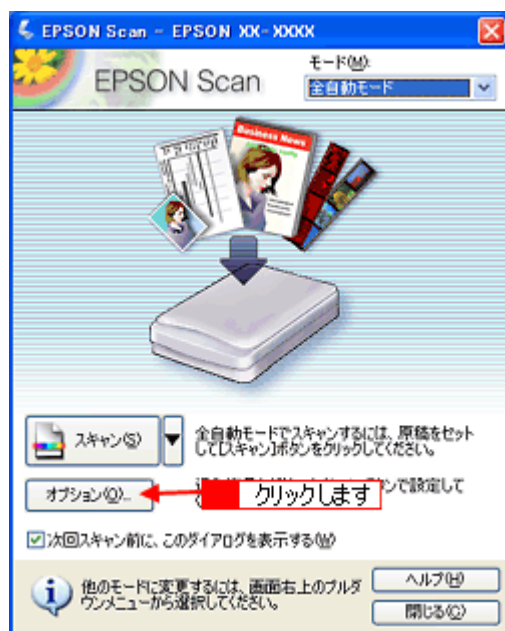 EPSON Scan - EPSON XX-XXXX
EPSON Scan
モード(M):
全自動モード
Business News
スキャン(S)
全自動モードでスキャンするには、原稿をセット
して[スキャン]ボタンをクリックしてください。
オプション(O)...
ンで設定して
クリックします
次回スキャン前に、このダイアログを表示する(W)
他のモードに変更するには、画面右上のプルダ
ウンメニューから選択してください。
ヘルプ(H)
閉じる(C)